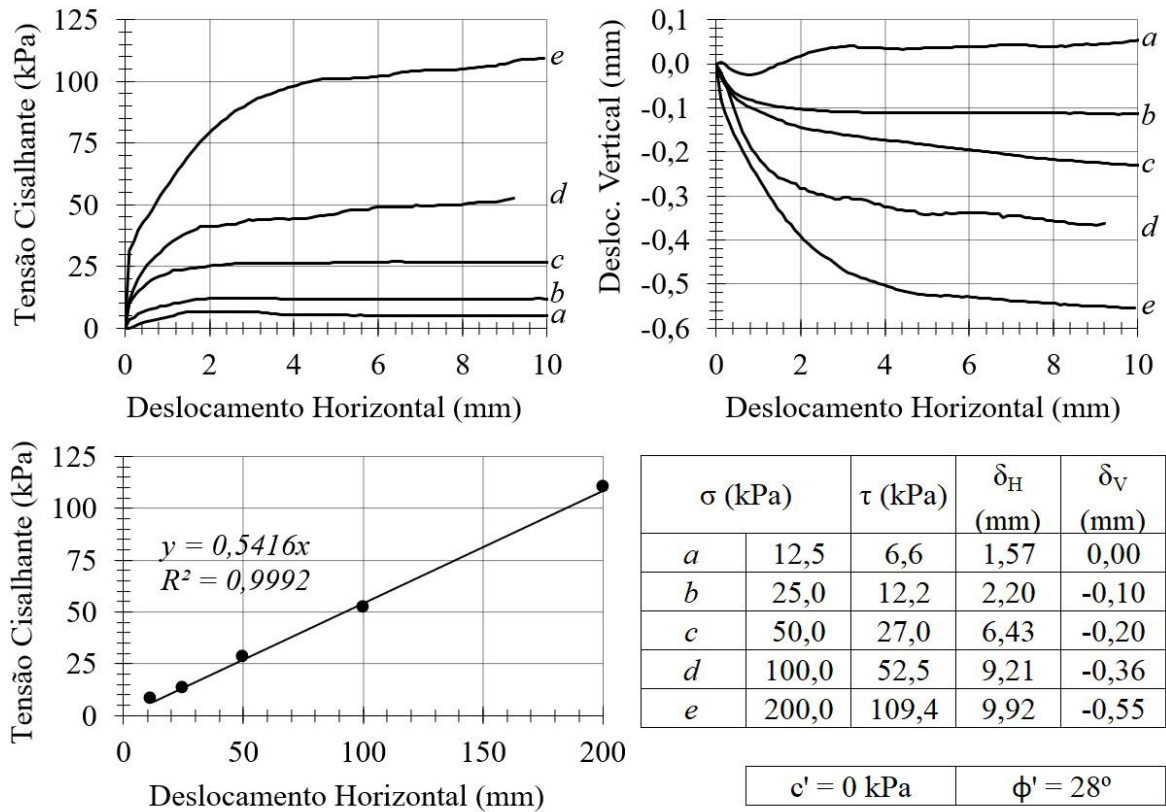 Tensão Cisalhante (kPa)
125
100
75
50
25
0
e
d
c
b
a
0 2 4 6 8 10
Deslocamento Horizontal (mm)
Desloc. Vertical (mm)
0,1
0,0
-0,1
-0,2
-0,3
-0,4
-0,5
-0,6
a
b
c
d
e
0 2 4 6 8 10
Deslocamento Horizontal (mm)
Tensão Cisalhante (kPa)
125
100
75
50
25
0
y = 0,5416x
R² = 0,9992
0 50 100 150 200
Deslocamento Horizontal (mm)
σ (kPa) τ (kPa) δH (mm) δV (mm)
a 12,5 6,6 1,57 0,00
b 25,0 12,2 2,20 -0,10
c 50,0 27,0 6,43 -0,20
d 100,0 52,5 9,21 -0,36
e 200,0 109,4 9,92 -0,55
c' = 0 kPa ϕ' = 28º